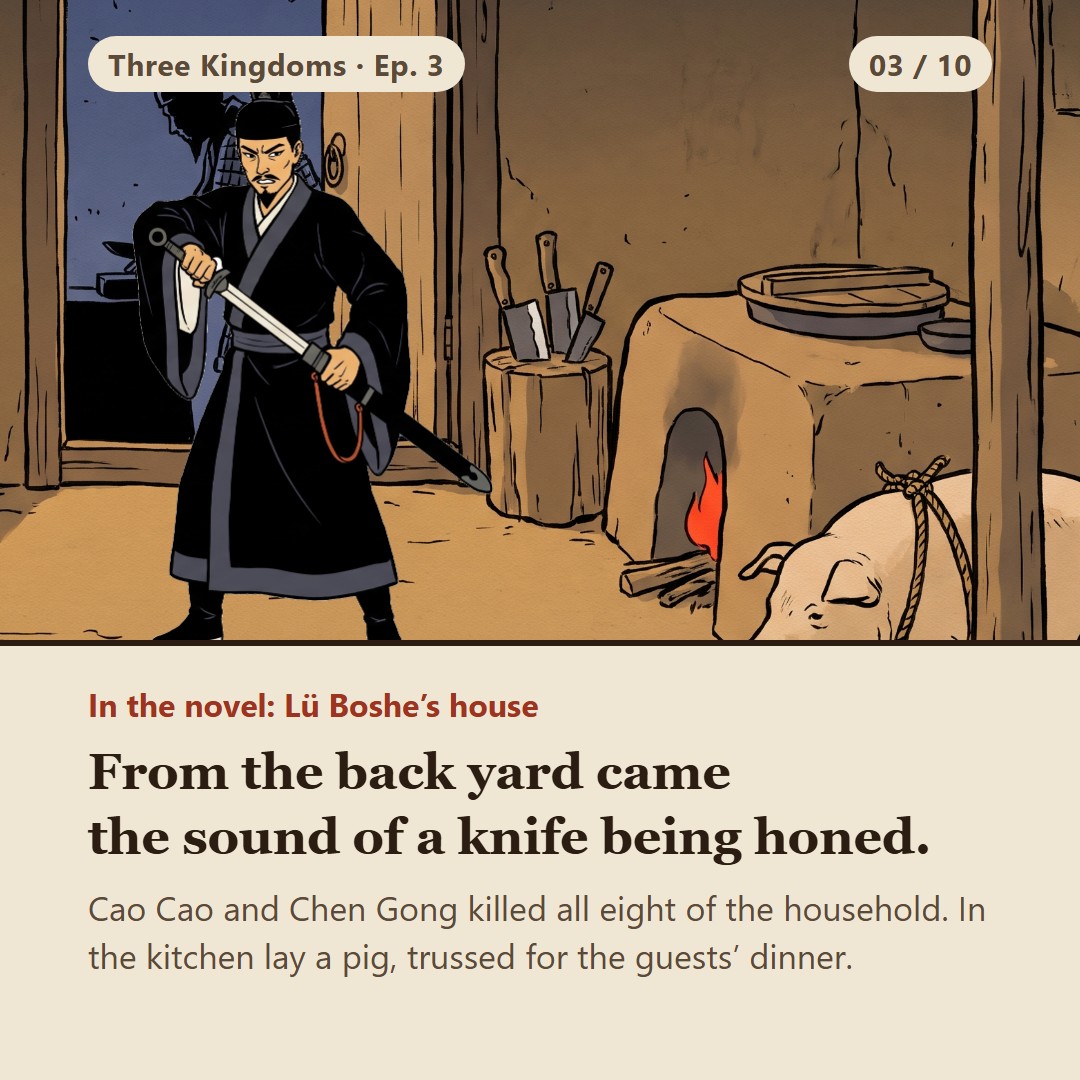 Three Kingdoms · Ep. 3
03 / 10
In the novel: Lü Boshe’s house
From the back yard came
the sound of a knife being honed.
Cao Cao and Chen Gong killed all eight of the household. In
the kitchen lay a pig, trussed for the guests’ dinner.